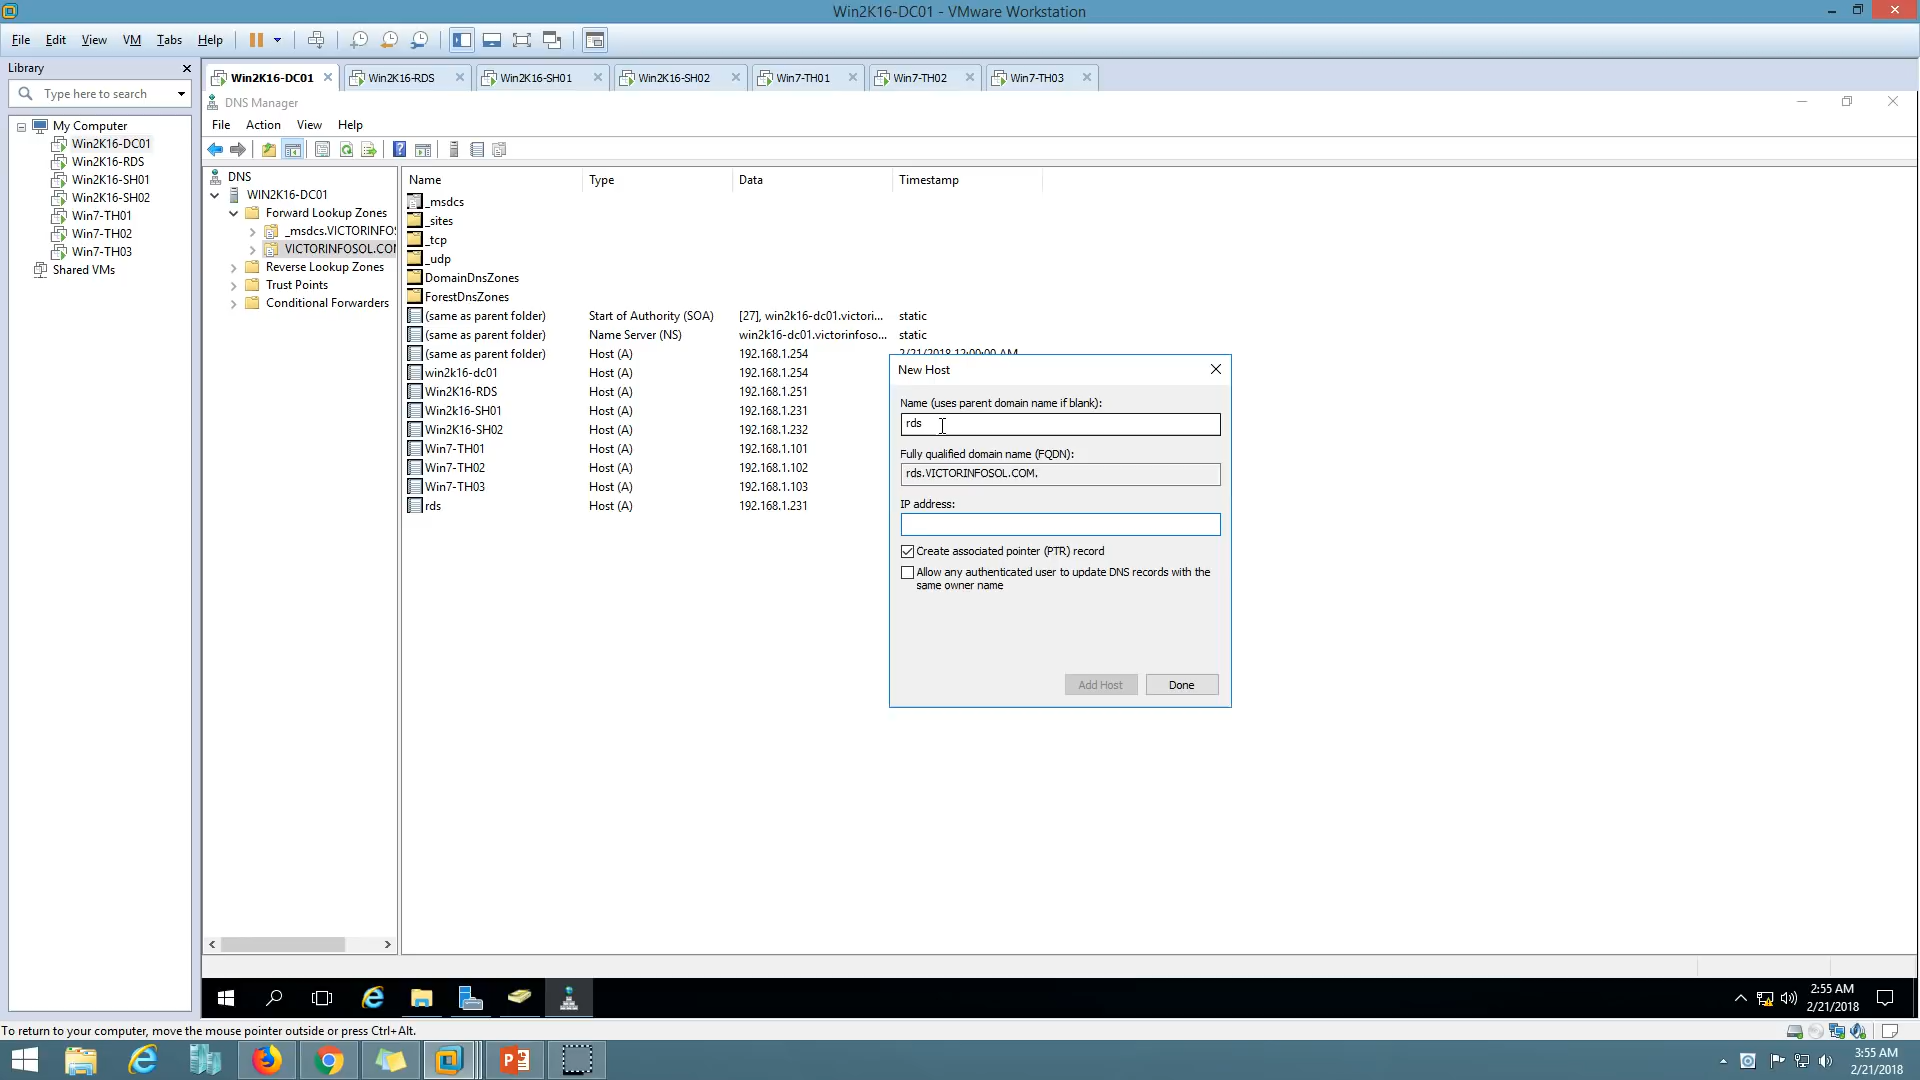 Win2K16-DC01 - VMware Workstation
File Edit View VM Tabs Help
Library
Type here to search
My Computer
Win2K16-DC01
Win2K16-RDS
Win2K16-SH01
Win2K16-SH02
Win7-TH01
Win7-TH02
Win7-TH03
Shared VMs
Win2K16-DC01 Win2K16-RDS Win2K16-SH01 Win2K16-SH02 Win7-TH01 Win7-TH02 Win7-TH03
DNS Manager
File Action View Help
DNS
WIN2K16-DC01
Forward Lookup Zones
_msdcs.VICTORINFOS
VICTORINFOSOL.CO
Reverse Lookup Zones
Trust Points
Conditional Forwarders
Name Type Data Timestamp
_msdcs
_sites
_tcp
_udp
DomainDnsZones
ForestDnsZones
(same as parent folder) Start of Authority (SOA) [27], win2k16-dc01.victori... static
(same as parent folder) Name Server (NS) win2k16-dc01.victorinfoso... static
(same as parent folder) Host (A) 192.168.1.254 2/21/2018 12:00:00 AM
win2k16-dc01 Host (A) 192.168.1.254
Win2K16-RDS Host (A) 192.168.1.251
Win2k16-SH01 Host (A) 192.168.1.231
Win2K16-SH02 Host (A) 192.168.1.232
Win7-TH01 Host (A) 192.168.1.101
Win7-TH02 Host (A) 192.168.1.102
Win7-TH03 Host (A) 192.168.1.103
rds Host (A) 192.168.1.231
New Host
Name (uses parent domain name if blank):
rds
Fully qualified domain name (FQDN):
rds.VICTORINFOSOL.COM.
IP address:
Create associated pointer (PTR) record
Allow any authenticated user to update DNS records with the
same owner name
Add Host Done
2:55 AM
2/21/2018
To return to your computer, move the mouse pointer outside or press Ctrl+Alt.
3:55 AM
2/21/2018